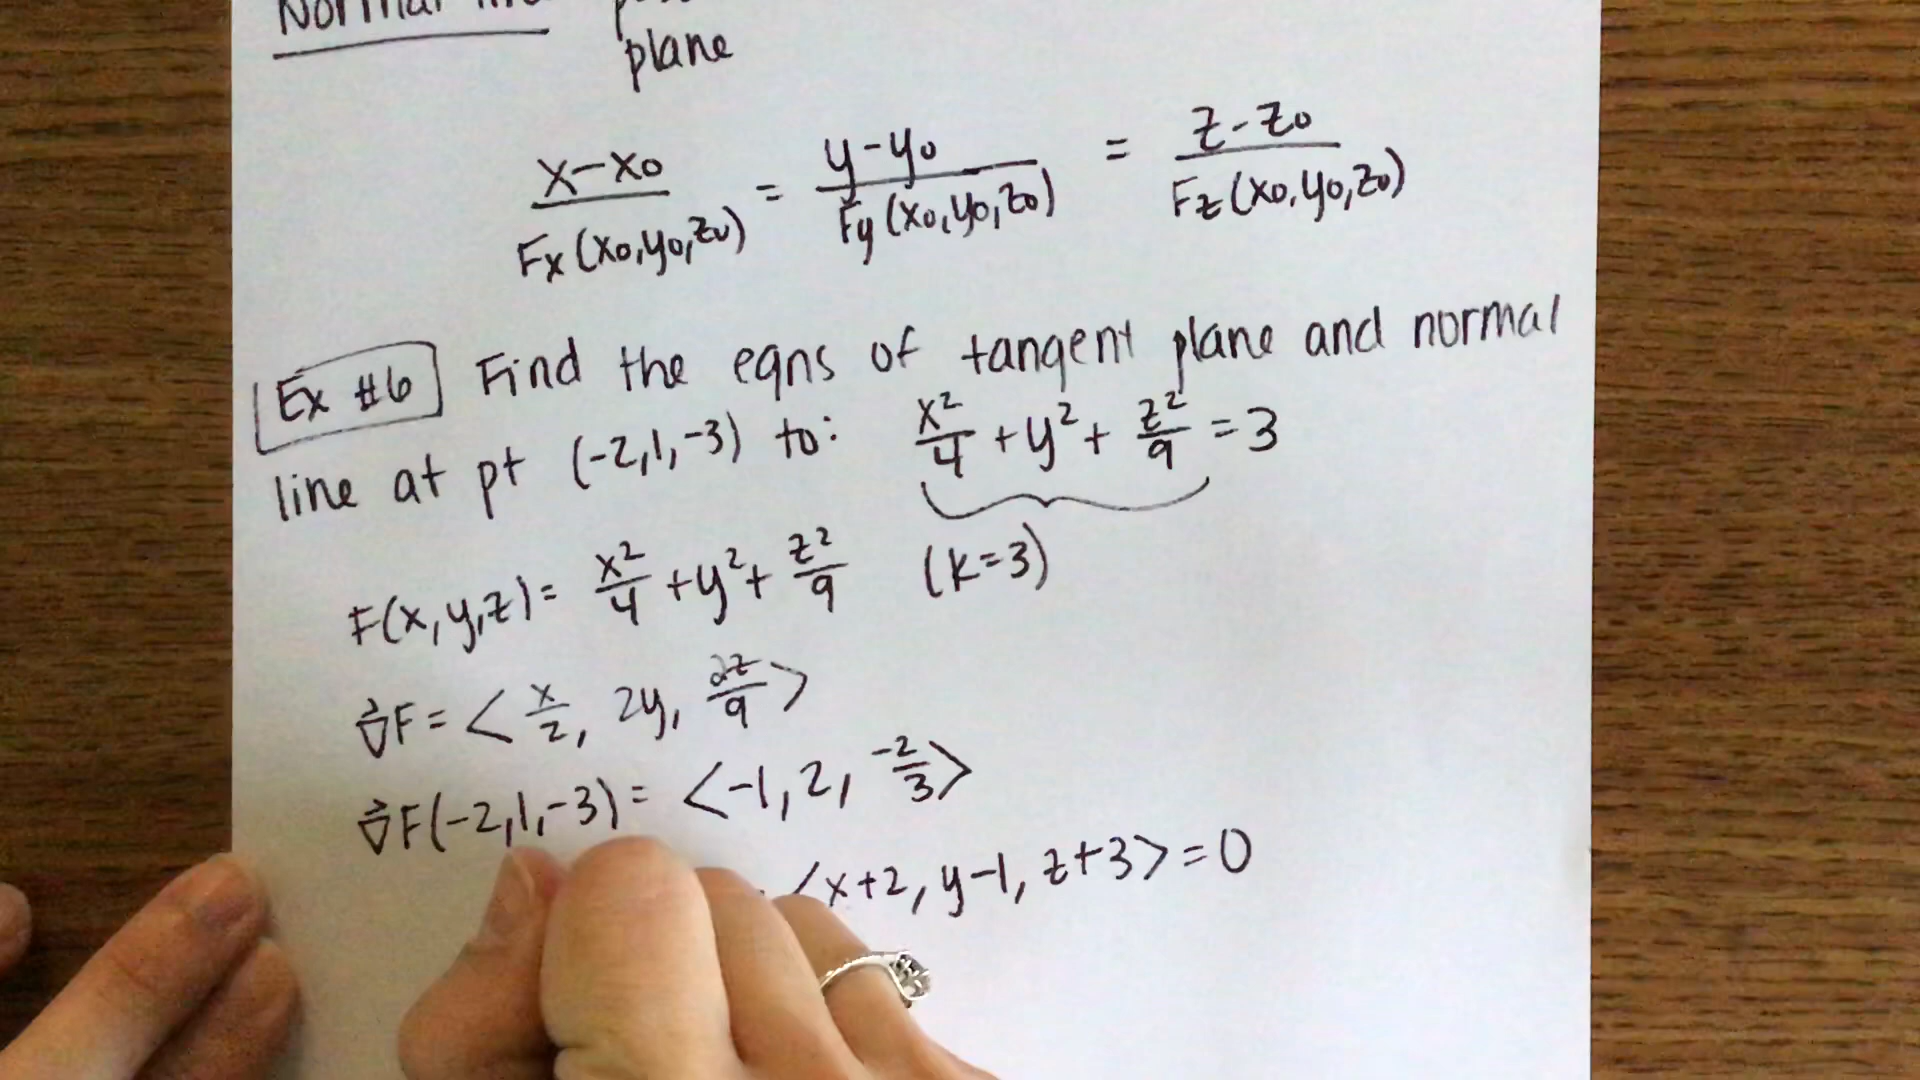 Normal
plane
x-x₀ / Fx(x₀,y₀,z₀) = y-y₀ / Fy(x₀,y₀,z₀) = z-z₀ / Fz(x₀,y₀,z₀)
Ex #6 Find the eqns of tangent plane and normal
line at pt (-2,1,-3) to: x²/4 + y² + z²/9 = 3
F(x,y,z) = x²/4 + y² + z²/9 (k=3)
∇⃗F = <x/2, 2y, 2z/9>
∇⃗F(-2,1,-3) = <-1, 2, -2/3>
<x+2, y-1, z+3> = 0